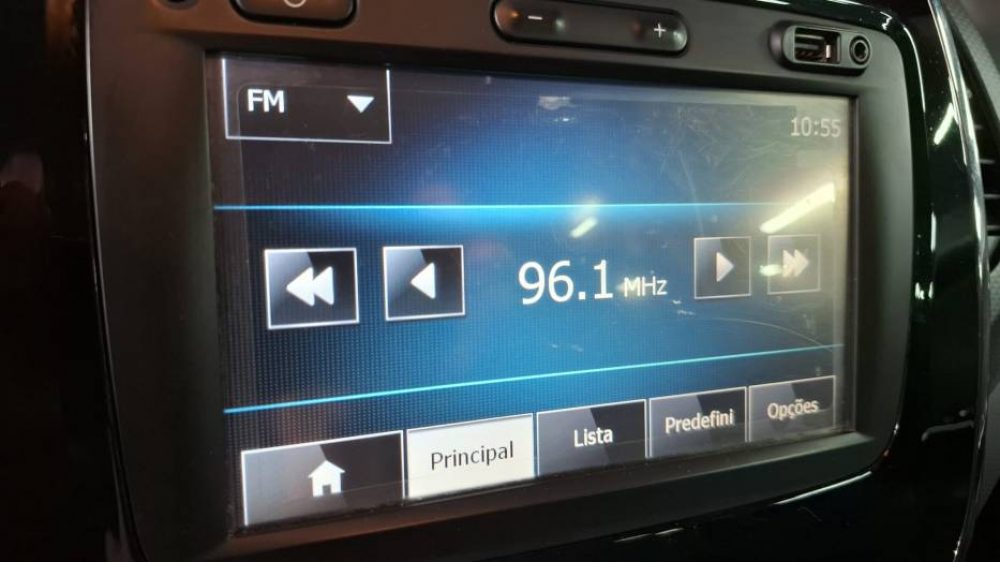 FM
10:55
96.1 MHz
Principal
Lista
Predefini
Opções